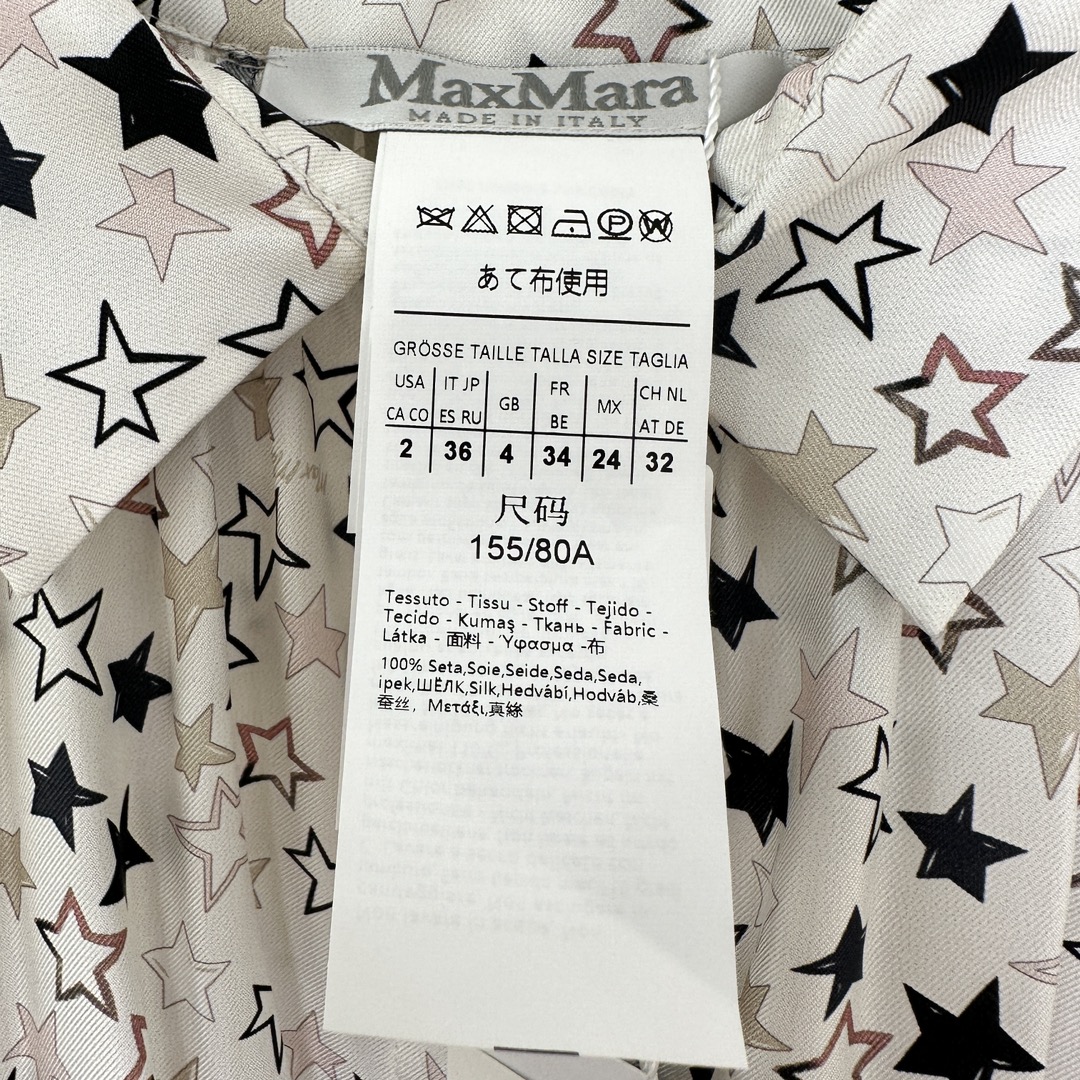 MaxMara
MADE IN ITALY
P W
あて布使用
GRÖSSE TAILLE TALLA SIZE TAGLIA
USA IT JP GB FR MX CH NL
CA CO ES RU BE AT DE
2 36 4 34 24 32
尺码
155/80A
Tessuto - Tissu - Stoff - Tejido -
Tecido - Kumaş - Ткань - Fabric -
Látka - 面料 - Ύφασμα -布
100% Seta,Soie,Seide,Seda,Seda,
ipek,ШЁЛК,Silk,Hedvábí,Hodváb,桑
蚕丝, Μετάξι,真絲